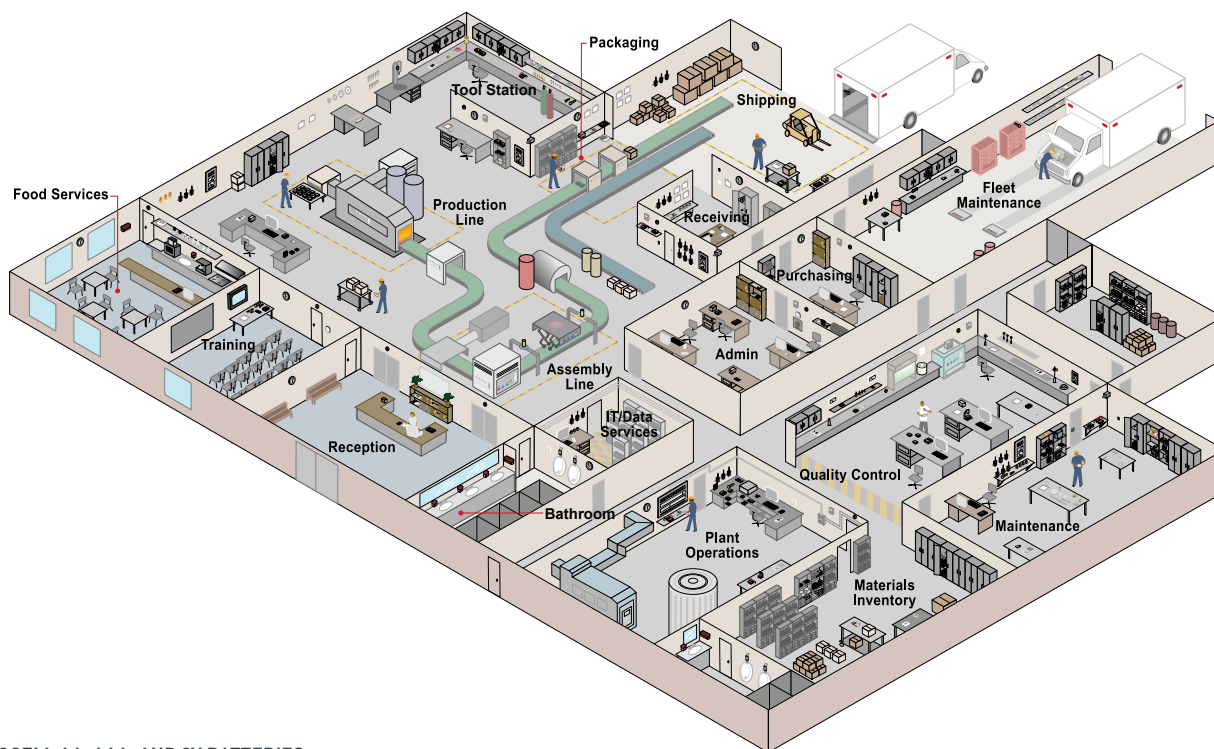 Packaging
Tool Station
Shipping
Food Services
Fleet
Maintenance
Production
Line
Receiving
Purchasing
Training
Admin
Assembly
Line
IT/Data
Services
Reception
Quality Control
Bathroom
Plant
Operations
Maintenance
Materials
Inventory